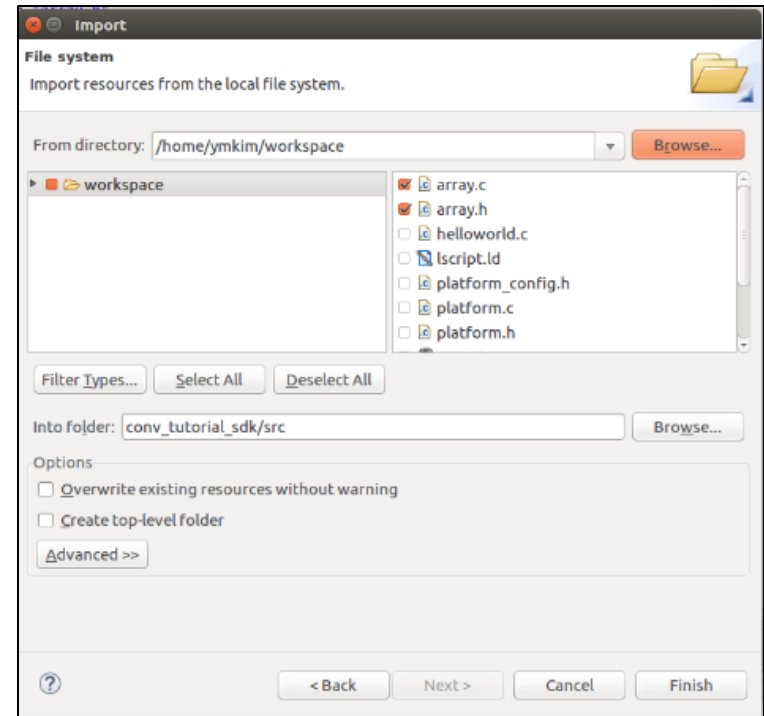 Import
File system
Import resources from the local file system.
From directory: /home/ymkim/workspace Browse...
workspace
array.c
array.h
helloworld.c
lscript.ld
platform_config.h
platform.c
platform.h
Filter Types... Select All Deselect All
Into folder: conv_tutorial_sdk/src Browse...
Options
Overwrite existing resources without warning
Create top-level folder
Advanced >>
< Back Next > Cancel Finish